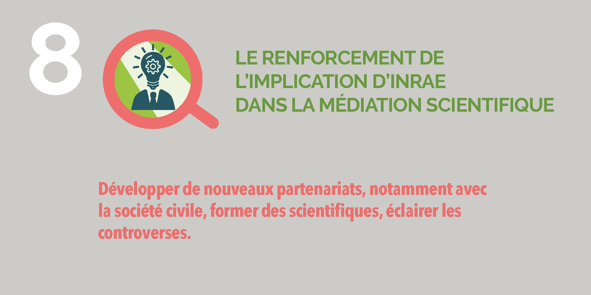 8
LE RENFORCEMENT DE
L'IMPLICATION D'INRAE
DANS LA MÉDIATION SCIENTIFIQUE
Développer de nouveaux partenariats, notamment avec
la société civile, former des scientifiques, éclairer les
controverses.